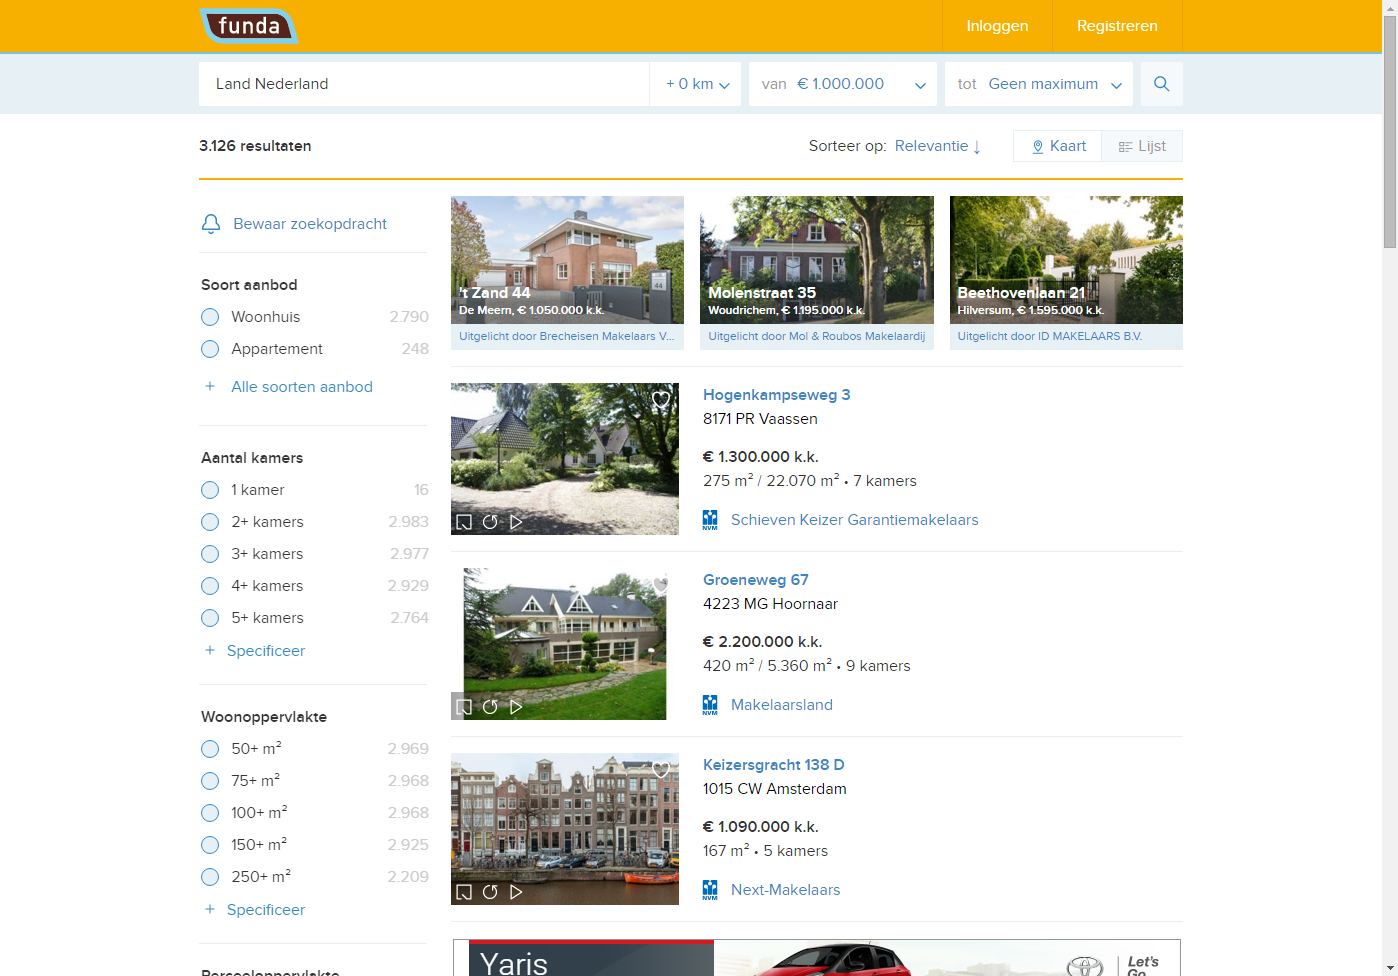 funda
Inloggen
Registreren
Land Nederland
+ 0 km
van € 1.000.000
tot Geen maximum
3.126 resultaten
Sorteer op: Relevantie ↓
Kaart
Lijst
Bewaar zoekopdracht
Soort aanbod
Woonhuis 2.790
Appartement 248
+ Alle soorten aanbod
Aantal kamers
1 kamer 16
2+ kamers 2.983
3+ kamers 2.977
4+ kamers 2.929
5+ kamers 2.764
+ Specificeer
Woonoppervlakte
50+ m² 2.969
75+ m² 2.968
100+ m² 2.968
150+ m² 2.925
250+ m² 2.209
+ Specificeer
Perceeloppervlakte
't Zand 44
De Meern, € 1.050.000 k.k.
44
Uitgelicht door Brecheisen Makelaars V...
Molenstraat 35
Woudrichem, € 1.195.000 k.k.
Uitgelicht door Mol & Roubos Makelaardij
Beethovenlaan 21
Hilversum, € 1.595.000 k.k.
Uitgelicht door ID MAKELAARS B.V.
Hogenkampseweg 3
8171 PR Vaassen
€ 1.300.000 k.k.
275 m² / 22.070 m² • 7 kamers
NVM Schieven Keizer Garantiemakelaars
Groeneweg 67
4223 MG Hoornaar
€ 2.200.000 k.k.
420 m² / 5.360 m² • 9 kamers
NVM Makelaarsland
Keizersgracht 138 D
1015 CW Amsterdam
€ 1.090.000 k.k.
167 m² • 5 kamers
NVM Next-Makelaars
Yaris
Let's
Go